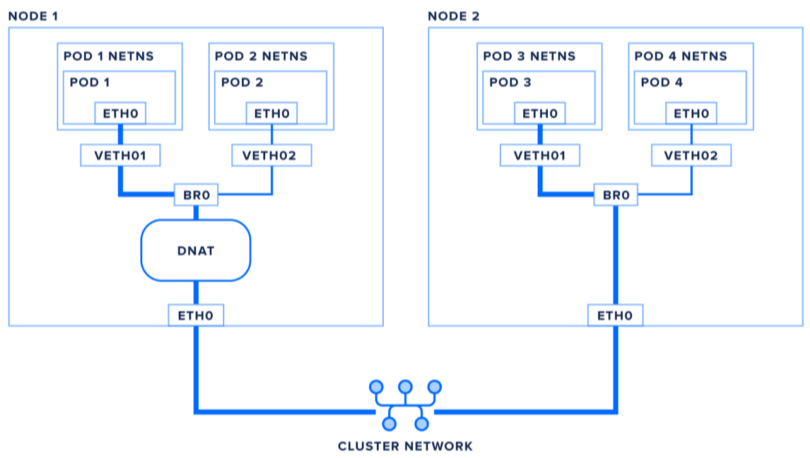 NODE 1
NODE 2
POD 1 NETNS
POD 2 NETNS
POD 3 NETNS
POD 4 NETNS
POD 1
POD 2
POD 3
POD 4
ETH0
ETH0
ETH0
ETH0
VETH01
VETH02
VETH01
VETH02
BR0
BR0
DNAT
ETH0
ETH0
CLUSTER NETWORK